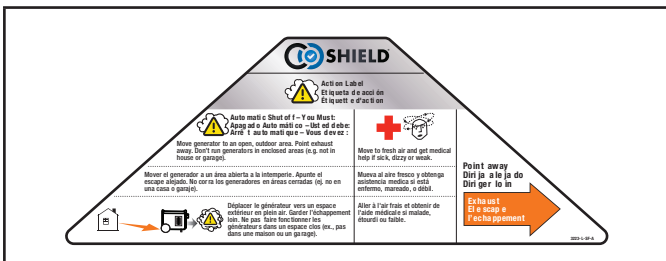 CO SHIELD
Action Label
Etiqueta de acción
Étiquette d'action
Automatic Shutoff – You Must:
Apagado Automático – Usted debe:
Arrêt automatique – Vous devez :
Move generator to an open, outdoor area. Point exhaust
away. Don't run generators in enclosed areas (e.g. not in
house or garage).
Move to fresh air and get medical
help if sick, dizzy or weak.
Mover el generador a un área abierta a la intemperie. Apunte el
escape alejado. No corra los generadores en áreas cerradas (ej. no en
una casa o garaje).
Mueva al aire fresco y obtenga
asistencia medica si está
enfermo, mareado, o débil.
Déplacer le générateur vers un espace
extérieur en plein air. Garder l'échappement
loin. Ne pas faire fonctionner les
générateurs dans un espace clos (ex., pas
dans une maison ou un garage).
Aller à l'air frais et obtenir de
l'aide médicale si malade,
étourdi ou faible.
Point away
Dirija alejado
Diriger loin
Exhaust
El escape
l'echappement